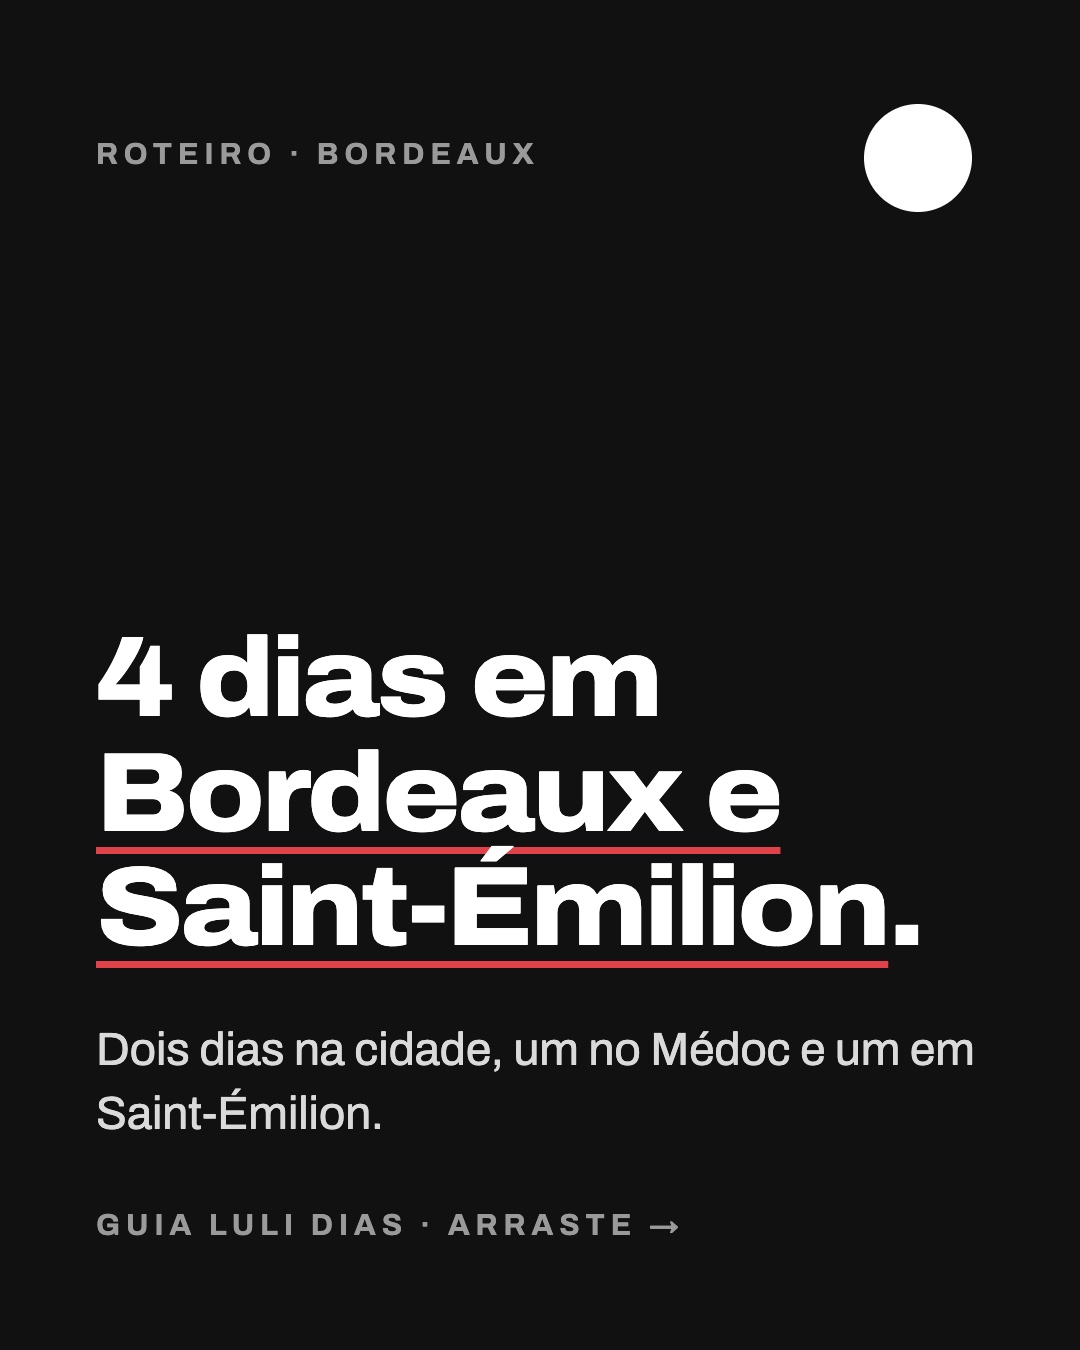 ROTEIRO · BORDEAUX
4 dias em
Bordeaux e
Saint-Émilion.
Dois dias na cidade, um no Médoc e um em
Saint-Émilion.
GUIA LULI DIAS · ARRASTE →